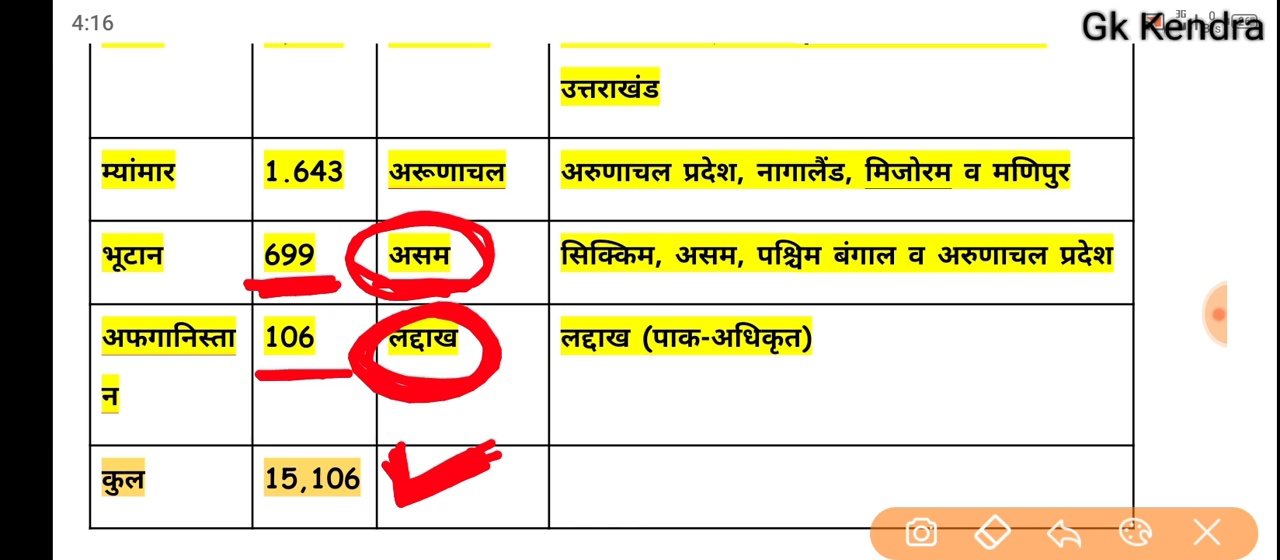 4:16
Gk Kendra
उत्तराखंड
म्यांमार 1.643 अरूणाचल अरुणाचल प्रदेश, नागालैंड, मिजोरम व मणिपुर
भूटान 699 असम सिक्किम, असम, पश्चिम बंगाल व अरुणाचल प्रदेश
अफगानिस्ता 106 लद्दाख लद्दाख (पाक-अधिकृत)
न
कुल 15,106